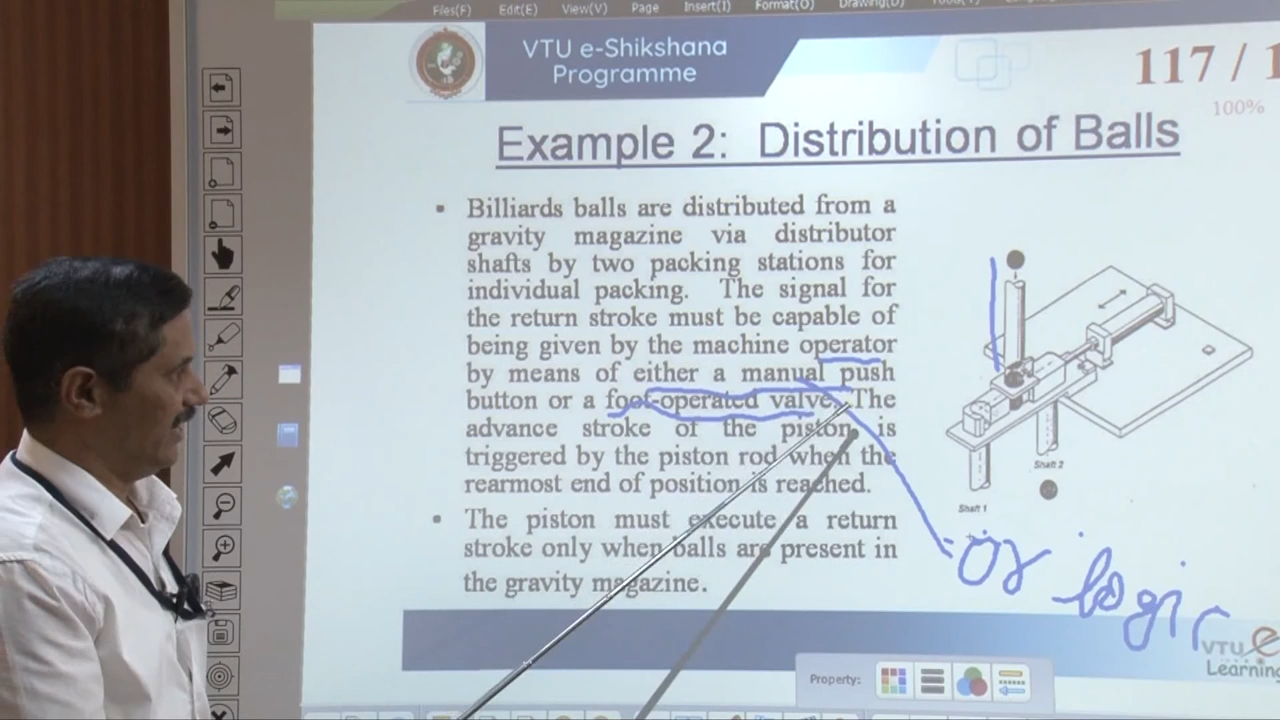 Files(F) Edit(E) View(V) Page Insert(I) Format(O) Drawing(D)
VTU e-Shikshana
Programme
117 / 1
100%
Example 2: Distribution of Balls
▪ Billiards balls are distributed from a
gravity magazine via distributor
shafts by two packing stations for
individual packing. The signal for
the return stroke must be capable of
being given by the machine operator
by means of either a manual push
button or a foot-operated valve. The
advance stroke of the piston is
triggered by the piston rod when the
rearmost end of position is reached.
▪ The piston must execute a return
stroke only when balls are present in
the gravity magazine.
Shaft 2
Shaft 1
or logic
VTU e
Learning
Property: